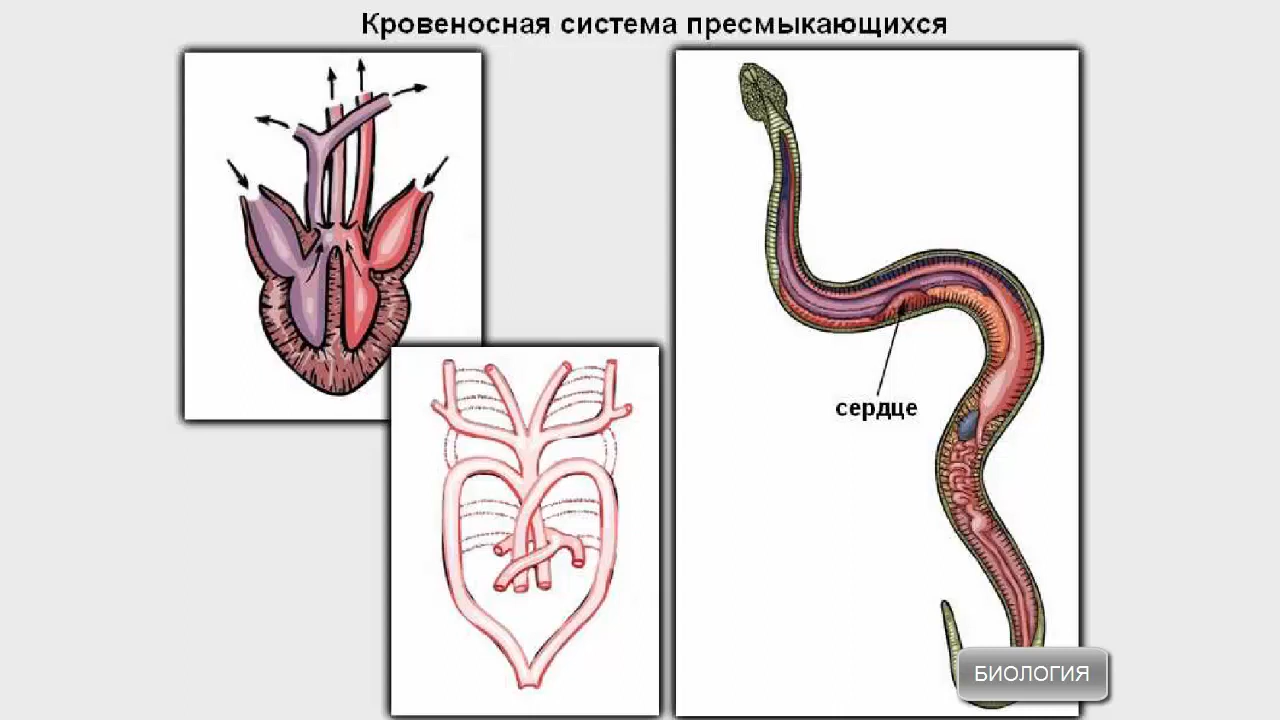 Кровеносная система пресмыкающихся
сердце
БИОЛОГИЯ